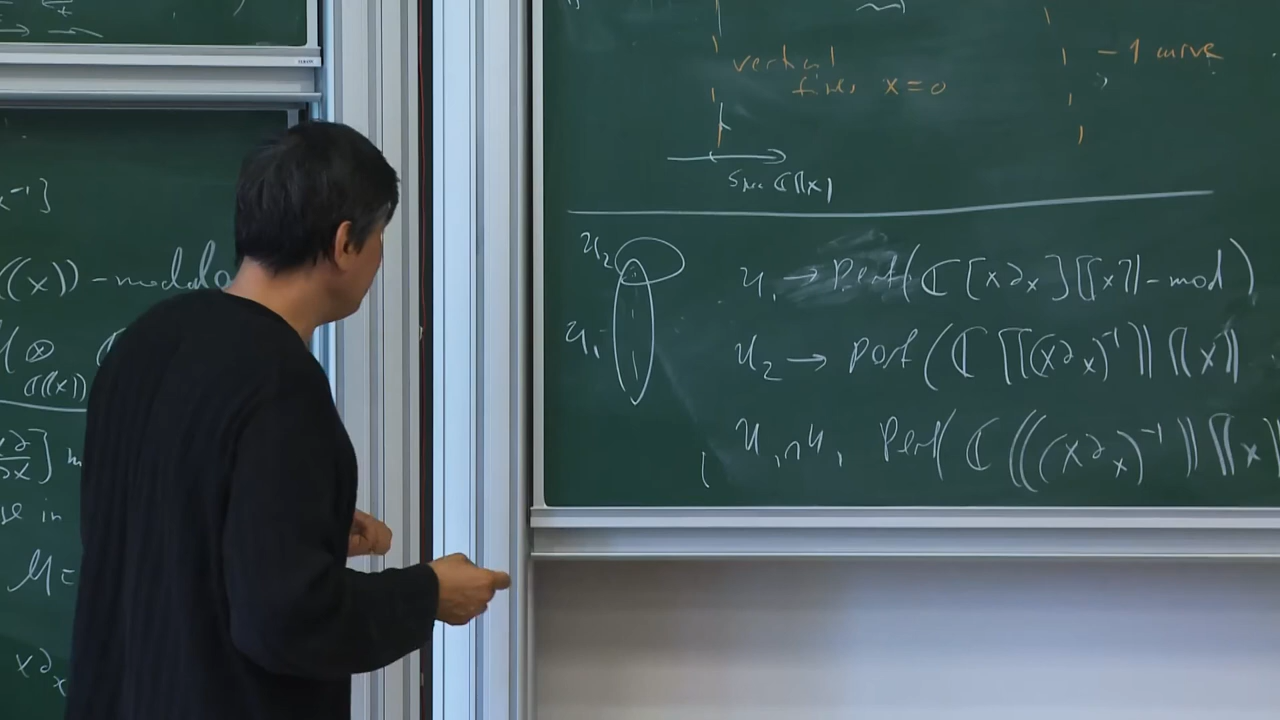 x⁻¹]
((x)) – modulo
⊗
ℂ((x))
M =
x∂ₓ
vertical
fiber x=0
–1 curve
Spec ℂ[[x]]
U₂
U₁
U₁ → Perf(ℂ[x∂ₓ][[x]]–mod)
U₂ → Perf(ℂ[[(x∂ₓ)⁻¹]][[x]]
U₁∩U₁ Perf(ℂ(((x∂ₓ)⁻¹))[[x